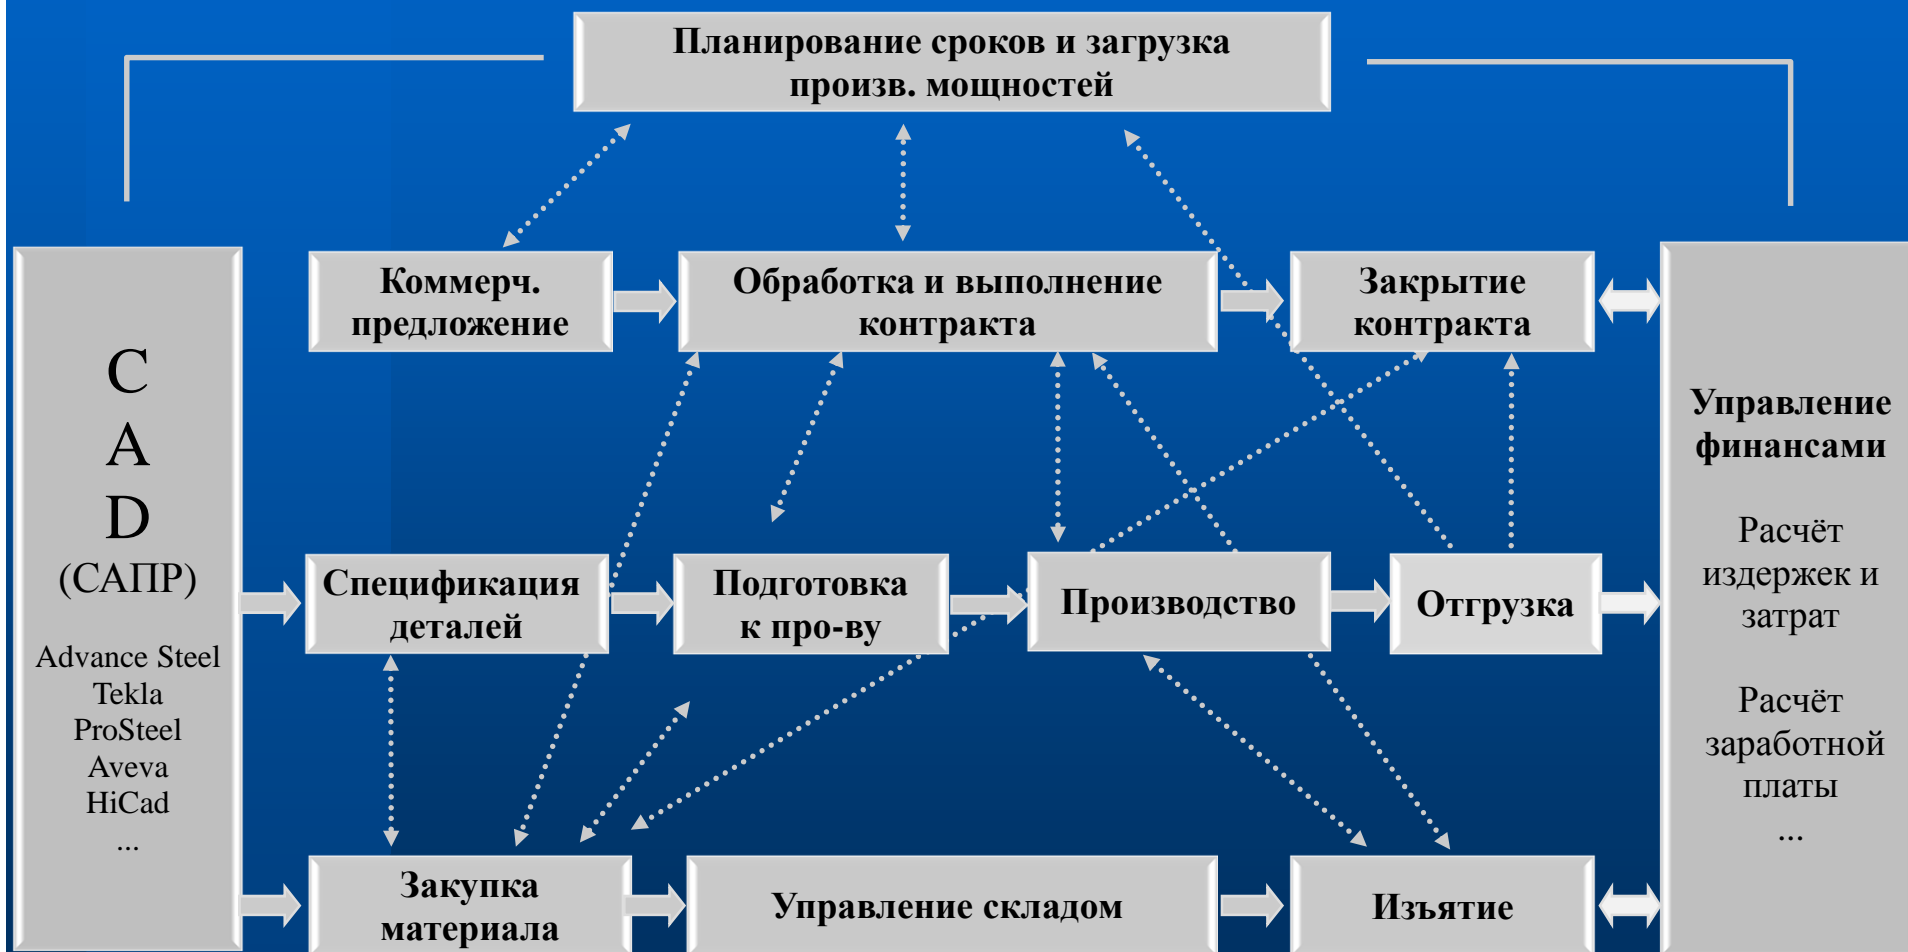 Планирование сроков и загрузка
произв. мощностей
Коммерч.
предложение
Обработка и выполнение
контракта
Закрытие
контракта
C
A
D
(САПР)
Advance Steel
Tekla
ProSteel
Aveva
HiCad
...
Спецификация
деталей
Подготовка
к про-ву
Производство
Отгрузка
Закупка
материала
Управление складом
Изъятие
Управление
финансами
Расчёт
издержек и
затрат
Расчёт
заработной
платы
...